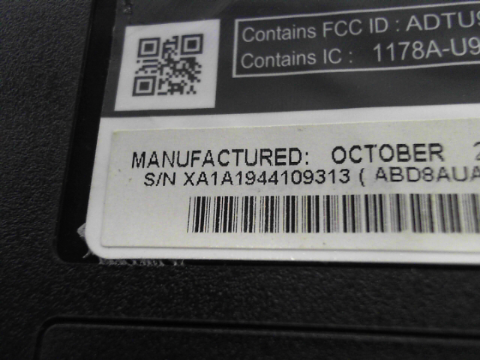 Contains FCC ID : ADTU9
Contains IC : 1178A-U9
MANUFACTURED: OCTOBER 2
S/N XA1A1944109313 ( ABD8AUA